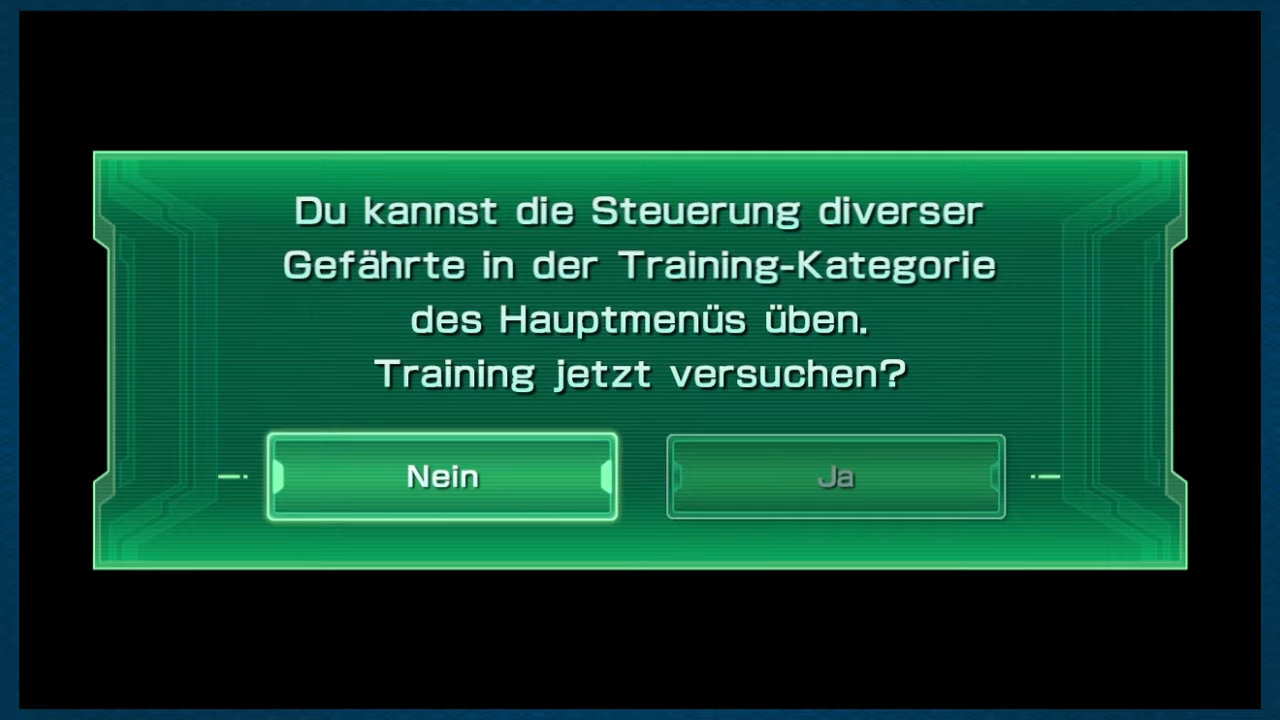 Du kannst die Steuerung diverser
Gefährte in der Training-Kategorie
des Hauptmenüs üben.
Training jetzt versuchen?
Nein
Ja